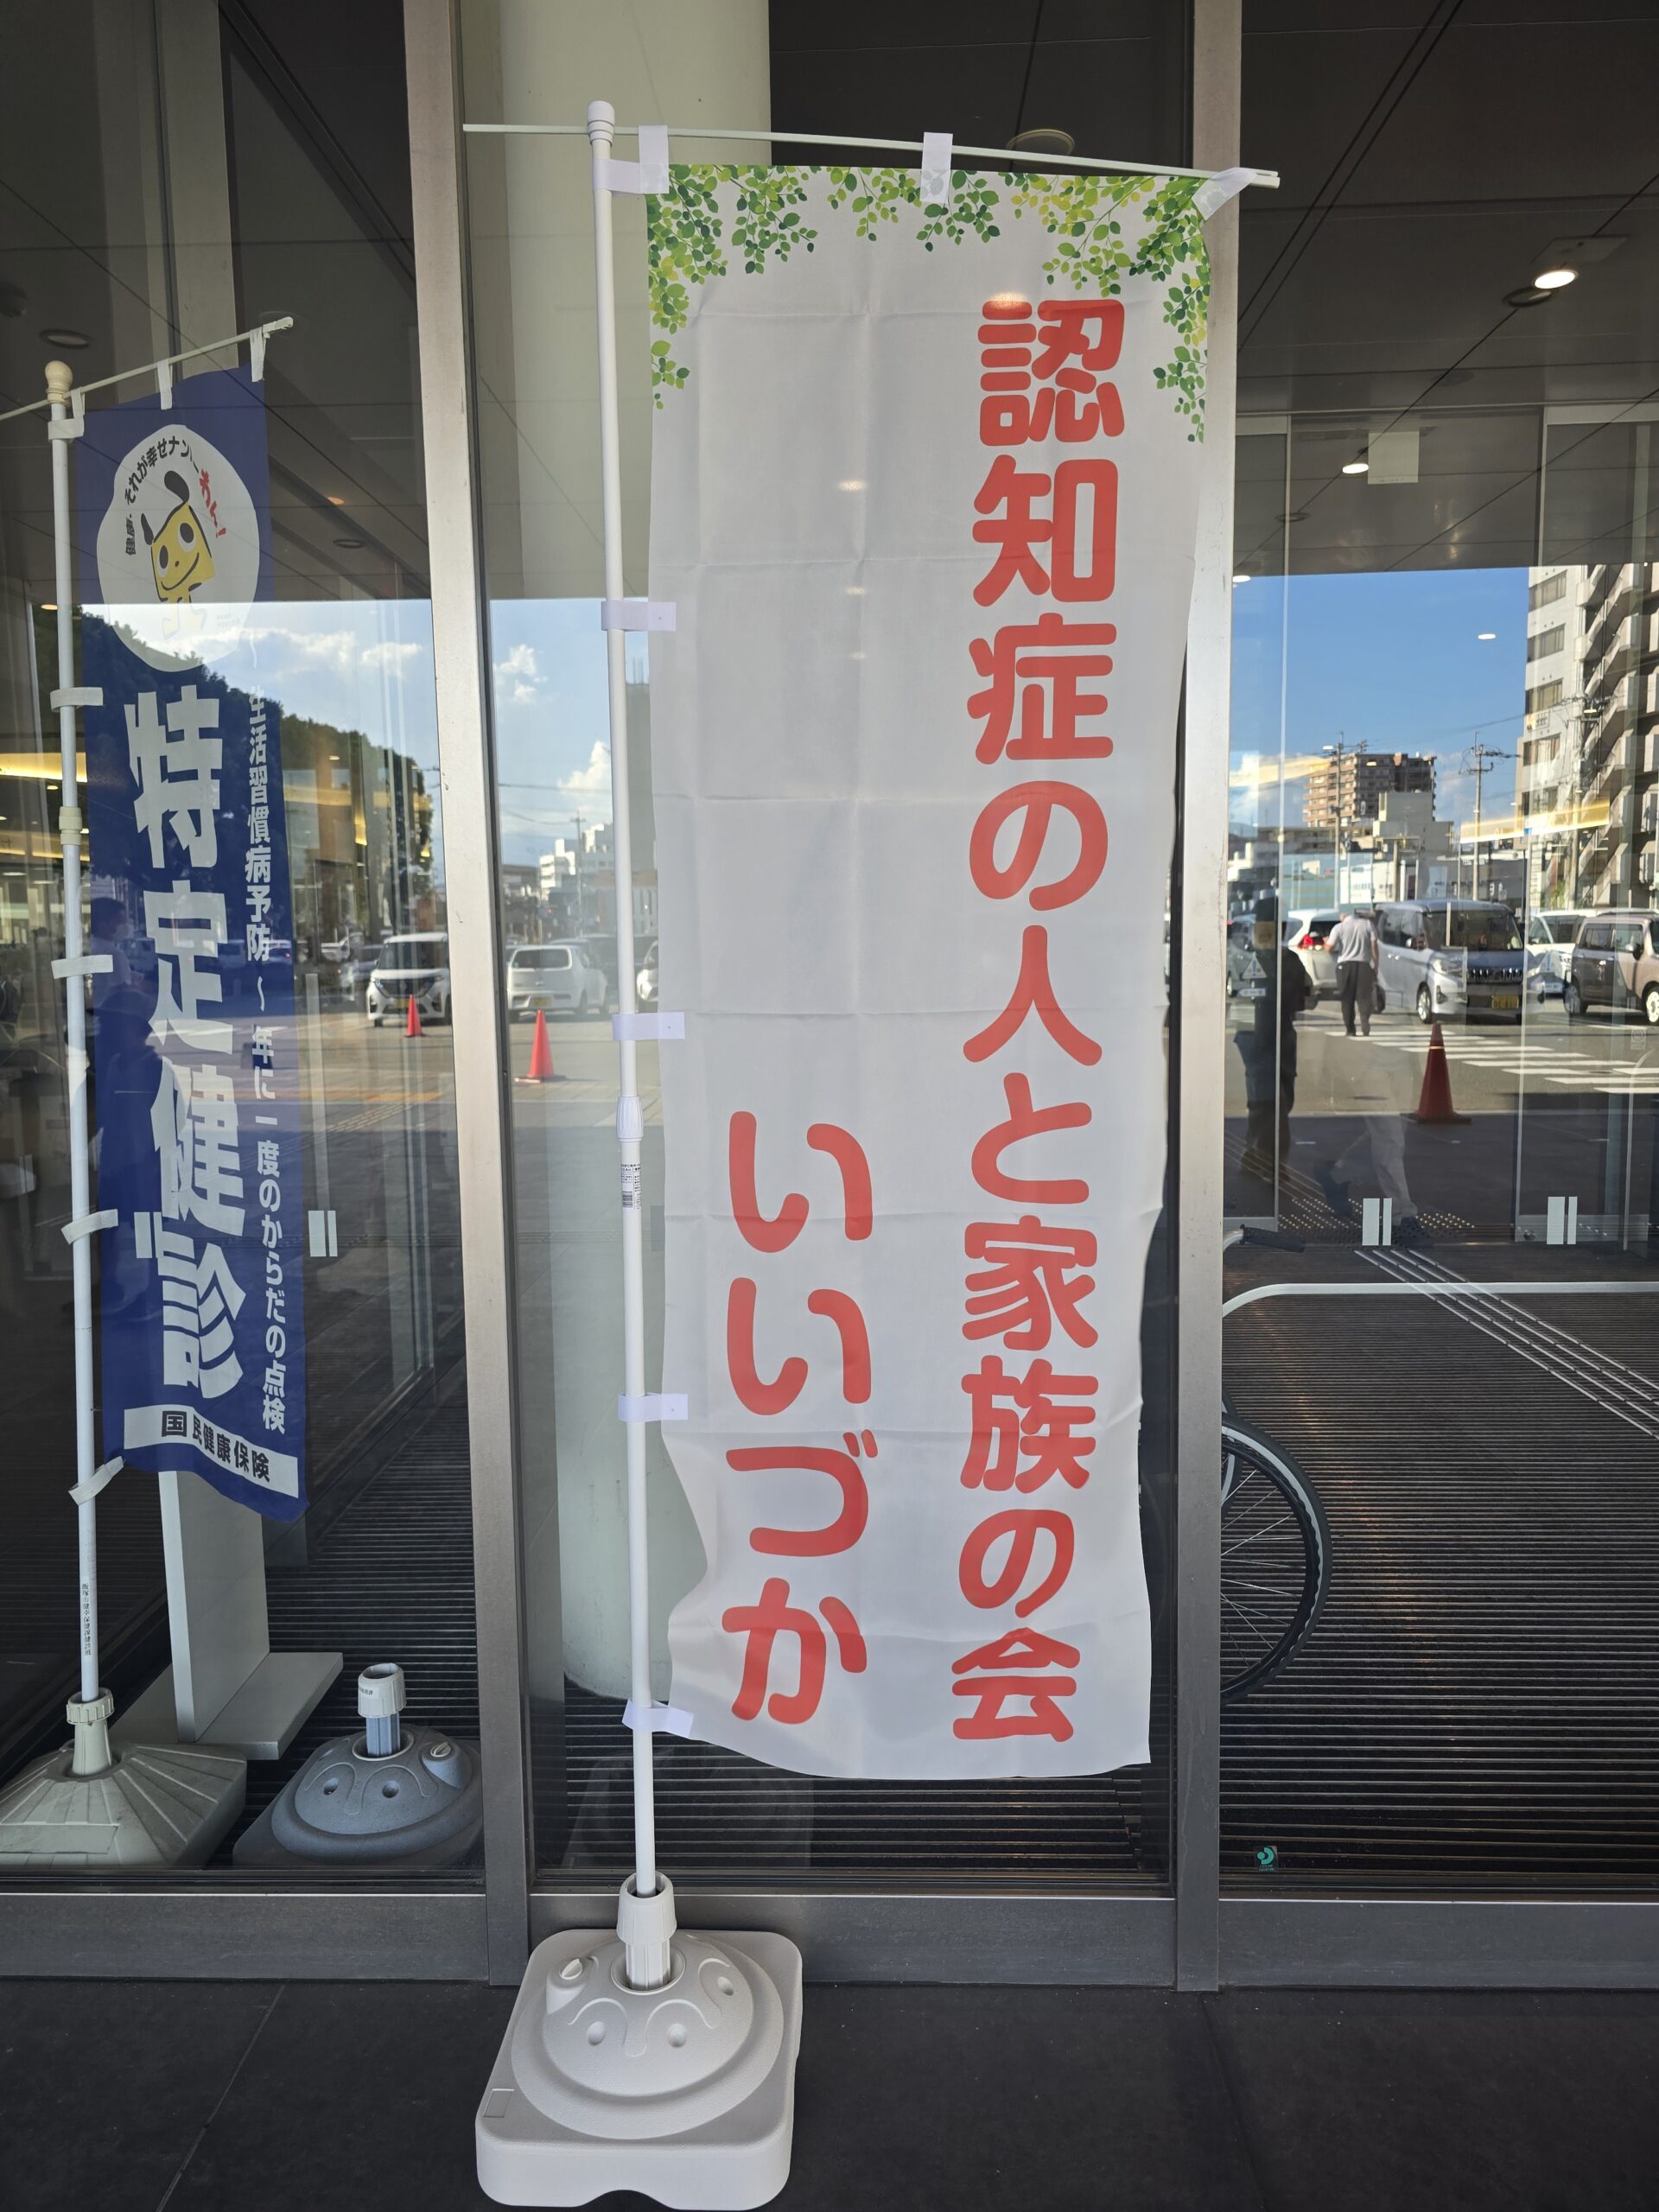 認知症の人と家族の会
いいづか
健康、それが幸せナンバーわん!
~生活習慣病予防~年に一度のからだの点検
特定健診
国民健康保険